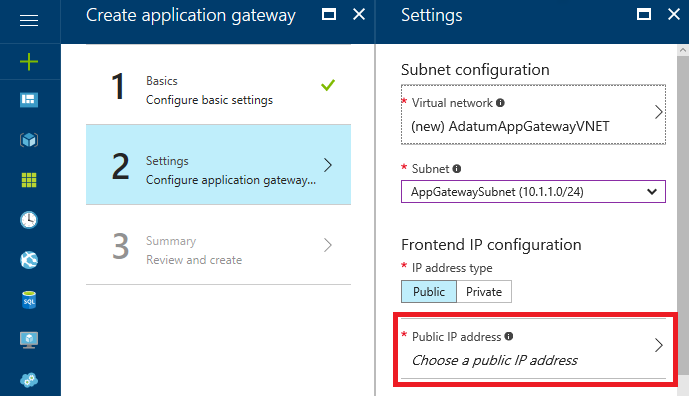 Create application gateway
1
Basics
Configure basic settings
2
Settings
Configure application gateway...
3
Summary
Review and create
Settings
Subnet configuration
* Virtual network
(new) AdatumAppGatewayVNET
* Subnet
AppGatewaySubnet (10.1.1.0/24)
Frontend IP configuration
* IP address type
Public Private
* Public IP address
Choose a public IP address
SQL